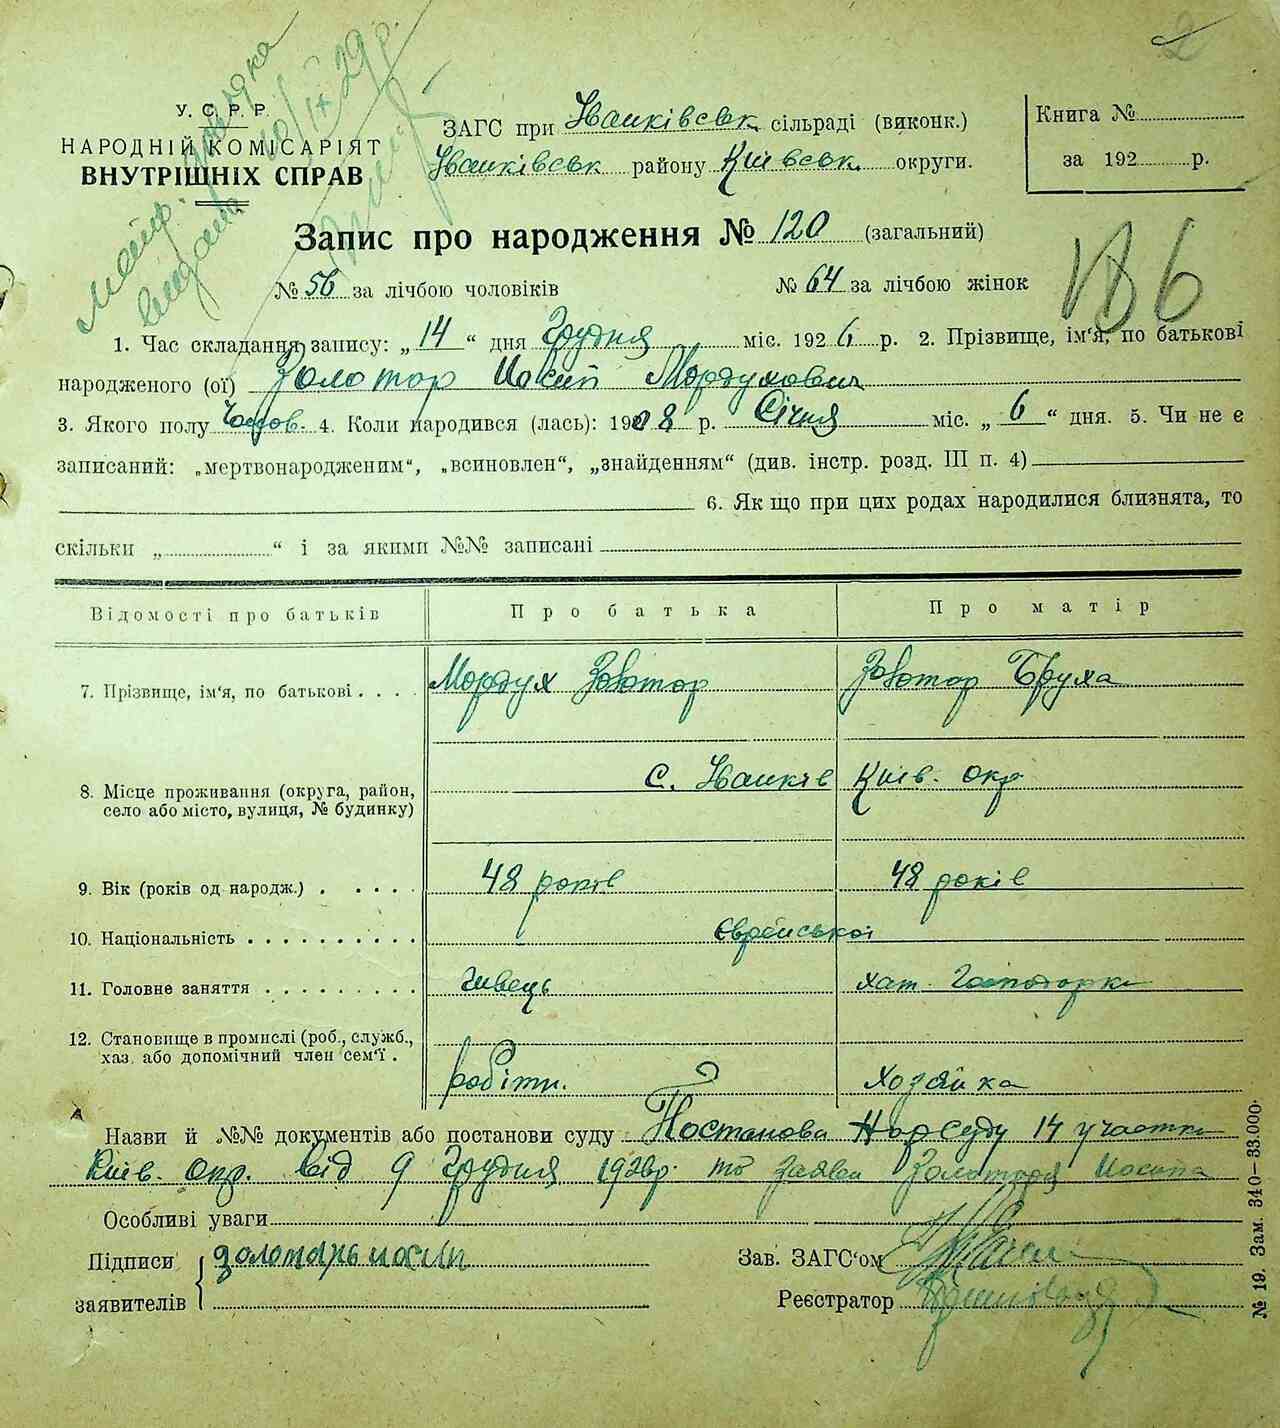 У. С. Р. Р.
НАРОДНІЙ КОМІСАРІЯТ
ВНУТРІШНІХ СПРАВ
ЗАГС при Іванківськ сільраді (виконк.)
Іванківськ району Київськ. округи.
Книга №
за 192 р.
Запис про народження № 120 (загальний)
№ 56 за лічбою чоловіків № 64 за лічбою жінок
1. Час складання запису: „ 14 “ дня Грудня міс. 192 6 р. 2. Прізвище, ім‘я, по батькові
народженого (ої) Золотар Иосип Мордухович
3. Якого полу Чолов. 4. Коли народився (лась): 1908 р. Січня міс. „ 6 “ дня. 5. Чи не є
записаний: „мертвонародженим“, „всиновлен“, „знайденням“ (див. інстр. розд. III п. 4)
6. Як що при цих родах народилися близнята, то
скільки „ “ і за якими №№ записані
Відомості про батьків Про батька Про матір
7. Прізвище, ім‘я, по батькові . . . . Мордух Золотар Золотар Бруха
8. Місце проживання (округа, район,
село або місто, вулиця, № будинку) с. Іванків Київ. окр
9. Вік (років од народж.) . . . . . 48 років 48 років
10. Національність . . . . . . . . . . Єврейської
11. Головне заняття . . . . . . . . . хат. Господарка
12. Становище в промислі (роб., служб.,
хаз. або допомічний член сем‘ї . робітн. хозяйка
Назви й №№ документів або постанови суду Постанова НарСуду 14 участка
Київ. окр. від 9 Грудня 192 р. та заяви Золотаря Иосипа
Особливі уваги
Підписи Золотарь иосип Зав. ЗАГС‘ом
заявителів Реєстратор
№ 19. Зам. 340—33.000.